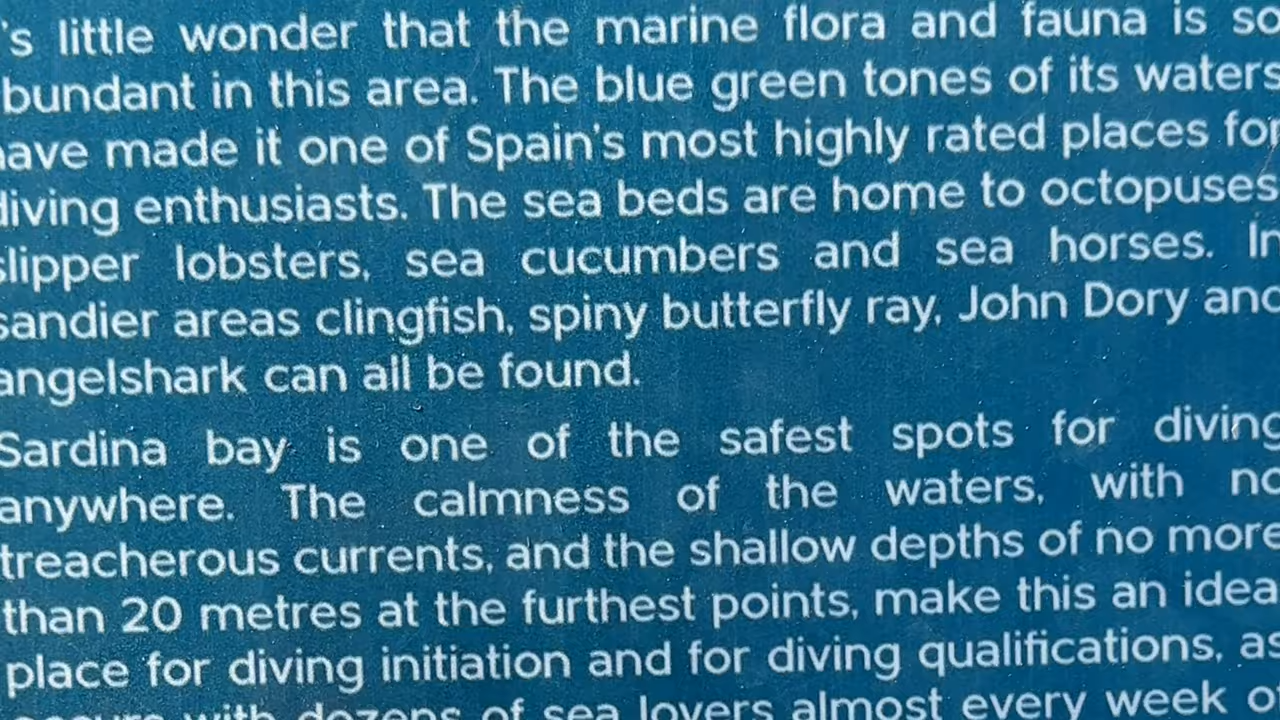 's little wonder that the marine flora and fauna is so
bundant in this area. The blue green tones of its waters
have made it one of Spain's most highly rated places for
diving enthusiasts. The sea beds are home to octopuses
slipper lobsters, sea cucumbers and sea horses. In
sandier areas clingfish, spiny butterfly ray, John Dory and
angelshark can all be found.
Sardina bay is one of the safest spots for diving
anywhere. The calmness of the waters, with no
treacherous currents, and the shallow depths of no more
than 20 metres at the furthest points, make this an idea
place for diving initiation and for diving qualifications, as
occurs with dozens of sea lovers almost every week of